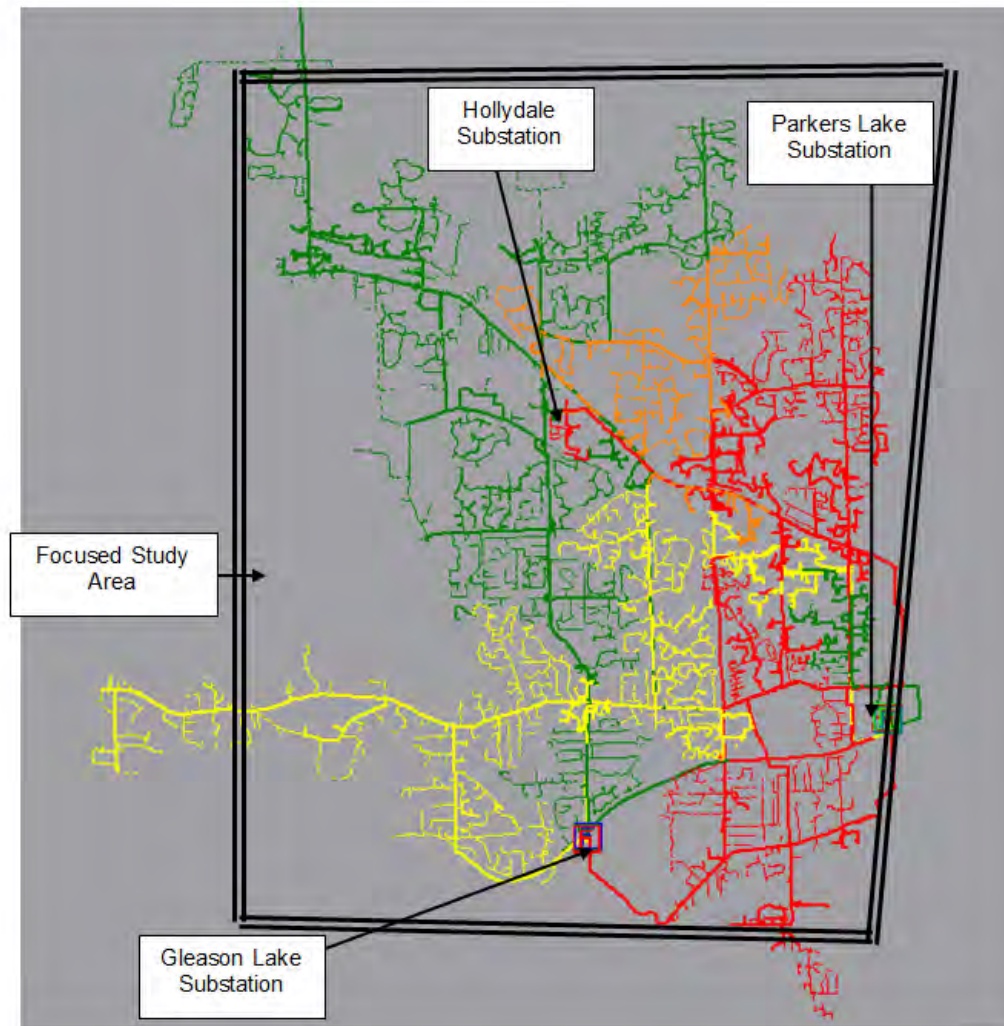 Hollydale
Substation
Parkers Lake
Substation
Focused Study
Area
Gleason Lake
Substation